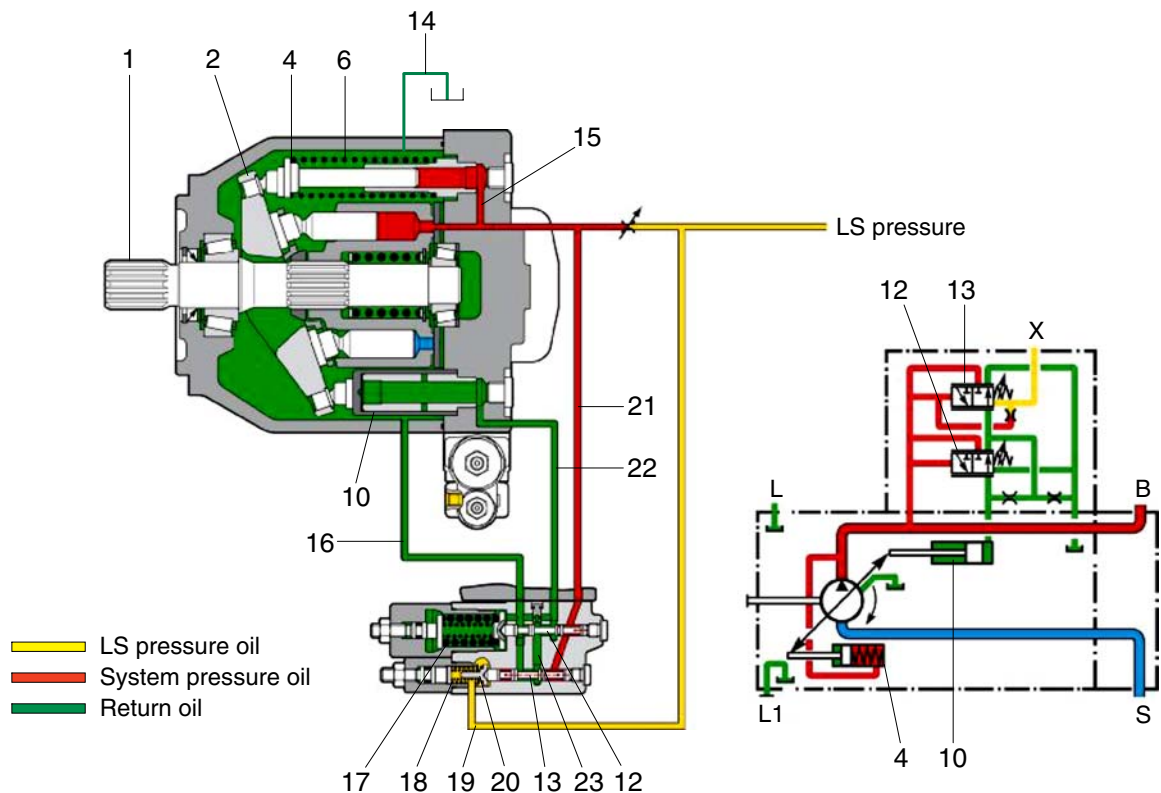 14
1 2 4 6
15
LS pressure
13
12 X
21
22
10
L B
16
LS pressure oil
System pressure oil
Return oil
L1 S
17 18 19 20 13 23 12 4 10